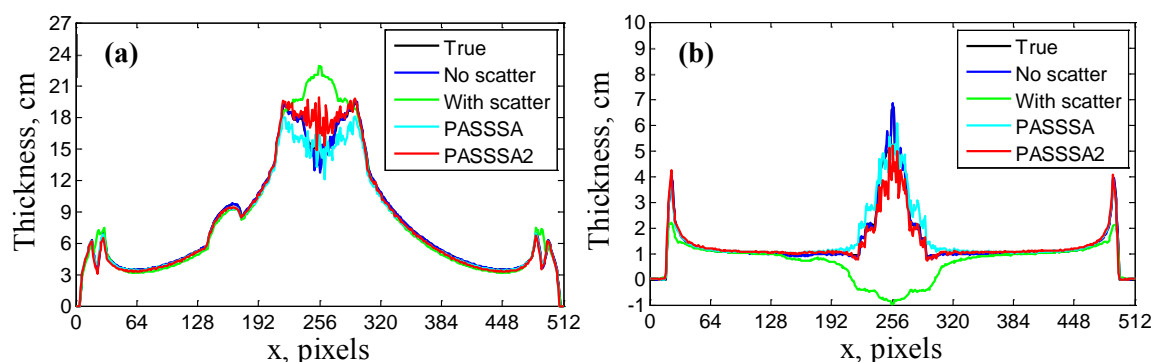 (a)
True
No scatter
With scatter
PASSSA
PASSSA2
Thickness, cm
27
24
21
18
15
12
9
6
3
0
0 64 128 192 256 320 384 448 512
x, pixels
(b)
True
No scatter
With scatter
PASSSA
PASSSA2
Thickness, cm
10
9
8
7
6
5
4
3
2
1
0
-1
0 64 128 192 256 320 384 448 512
x, pixels